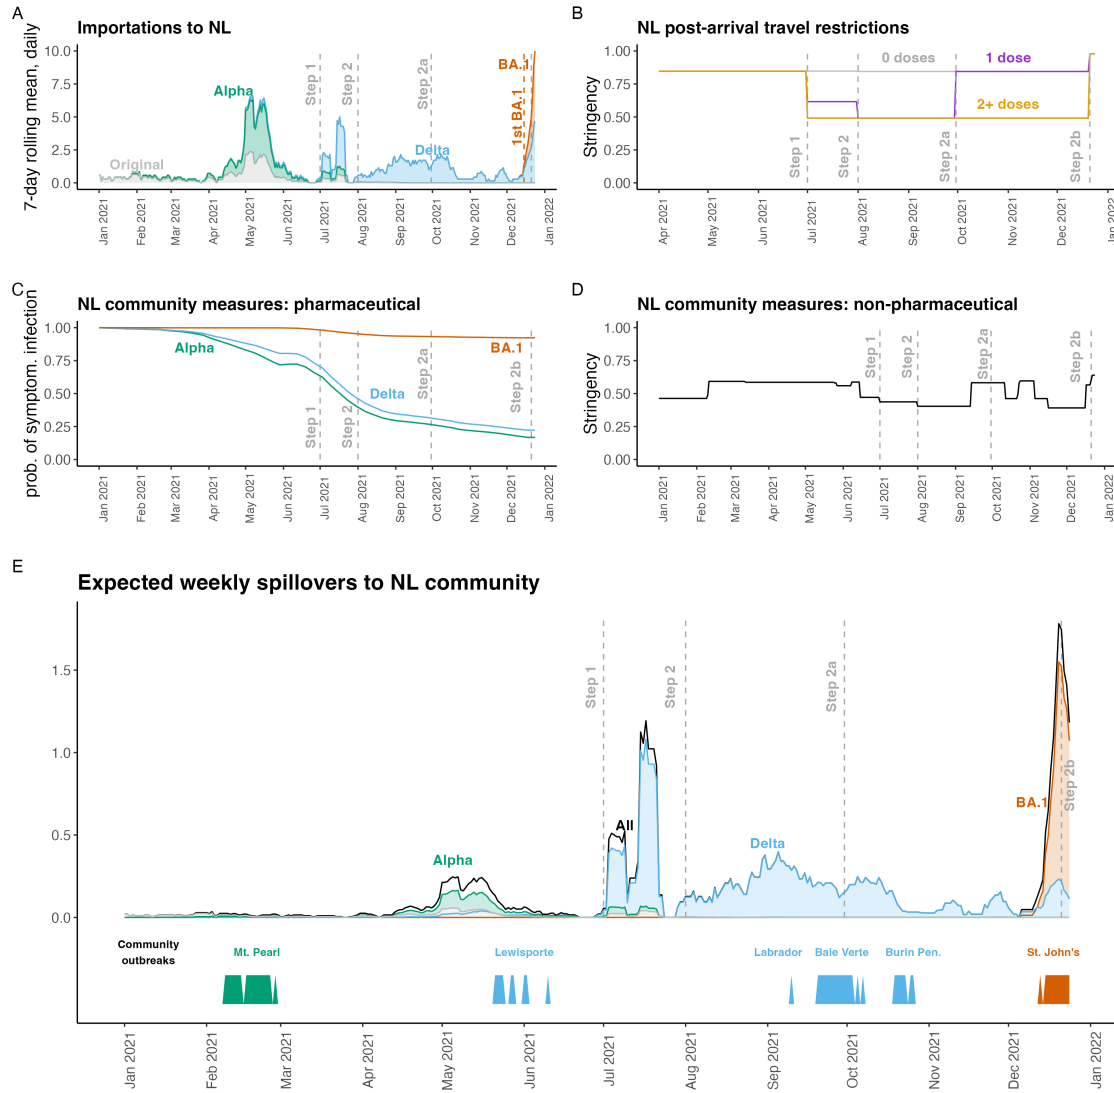 A
Importations to NL
7-day rolling mean, daily
10.0
7.5
5.0
2.5
0.0
Original
Alpha
Delta
BA.1
1st BA.1
Step 1
Step 2
Step 2a
Jan 2021
Feb 2021
Mar 2021
Apr 2021
May 2021
Jun 2021
Jul 2021
Aug 2021
Sep 2021
Oct 2021
Nov 2021
Dec 2021
Jan 2022
B
NL post-arrival travel restrictions
Stringency
1.00
0.75
0.50
0.25
0.00
0 doses
1 dose
2+ doses
Step 1
Step 2
Step 2a
Step 2b
Apr 2021
May 2021
Jun 2021
Jul 2021
Aug 2021
Sep 2021
Oct 2021
Nov 2021
Dec 2021
Jan 2022
C
NL community measures: pharmaceutical
prob. of symptom. infection
1.00
0.75
0.50
0.25
0.00
Alpha
Delta
BA.1
Step 1
Step 2
Step 2a
Step 2b
Jan 2021
Feb 2021
Mar 2021
Apr 2021
May 2021
Jun 2021
Jul 2021
Aug 2021
Sep 2021
Oct 2021
Nov 2021
Dec 2021
Jan 2022
D
NL community measures: non-pharmaceutical
Stringency
1.00
0.75
0.50
0.25
0.00
Step 1
Step 2
Step 2a
Step 2b
Jan 2021
Feb 2021
Mar 2021
Apr 2021
May 2021
Jun 2021
Jul 2021
Aug 2021
Sep 2021
Oct 2021
Nov 2021
Dec 2021
Jan 2022
E
Expected weekly spillovers to NL community
1.5
1.0
0.5
0.0
Step 1
Step 2
Step 2a
Step 2b
Alpha
All
Delta
BA.1
Community
outbreaks
Mt. Pearl
Lewisporte
Labrador
Baie Verte
Burin Pen.
St. John's
Jan 2021
Feb 2021
Mar 2021
Apr 2021
May 2021
Jun 2021
Jul 2021
Aug 2021
Sep 2021
Oct 2021
Nov 2021
Dec 2021
Jan 2022